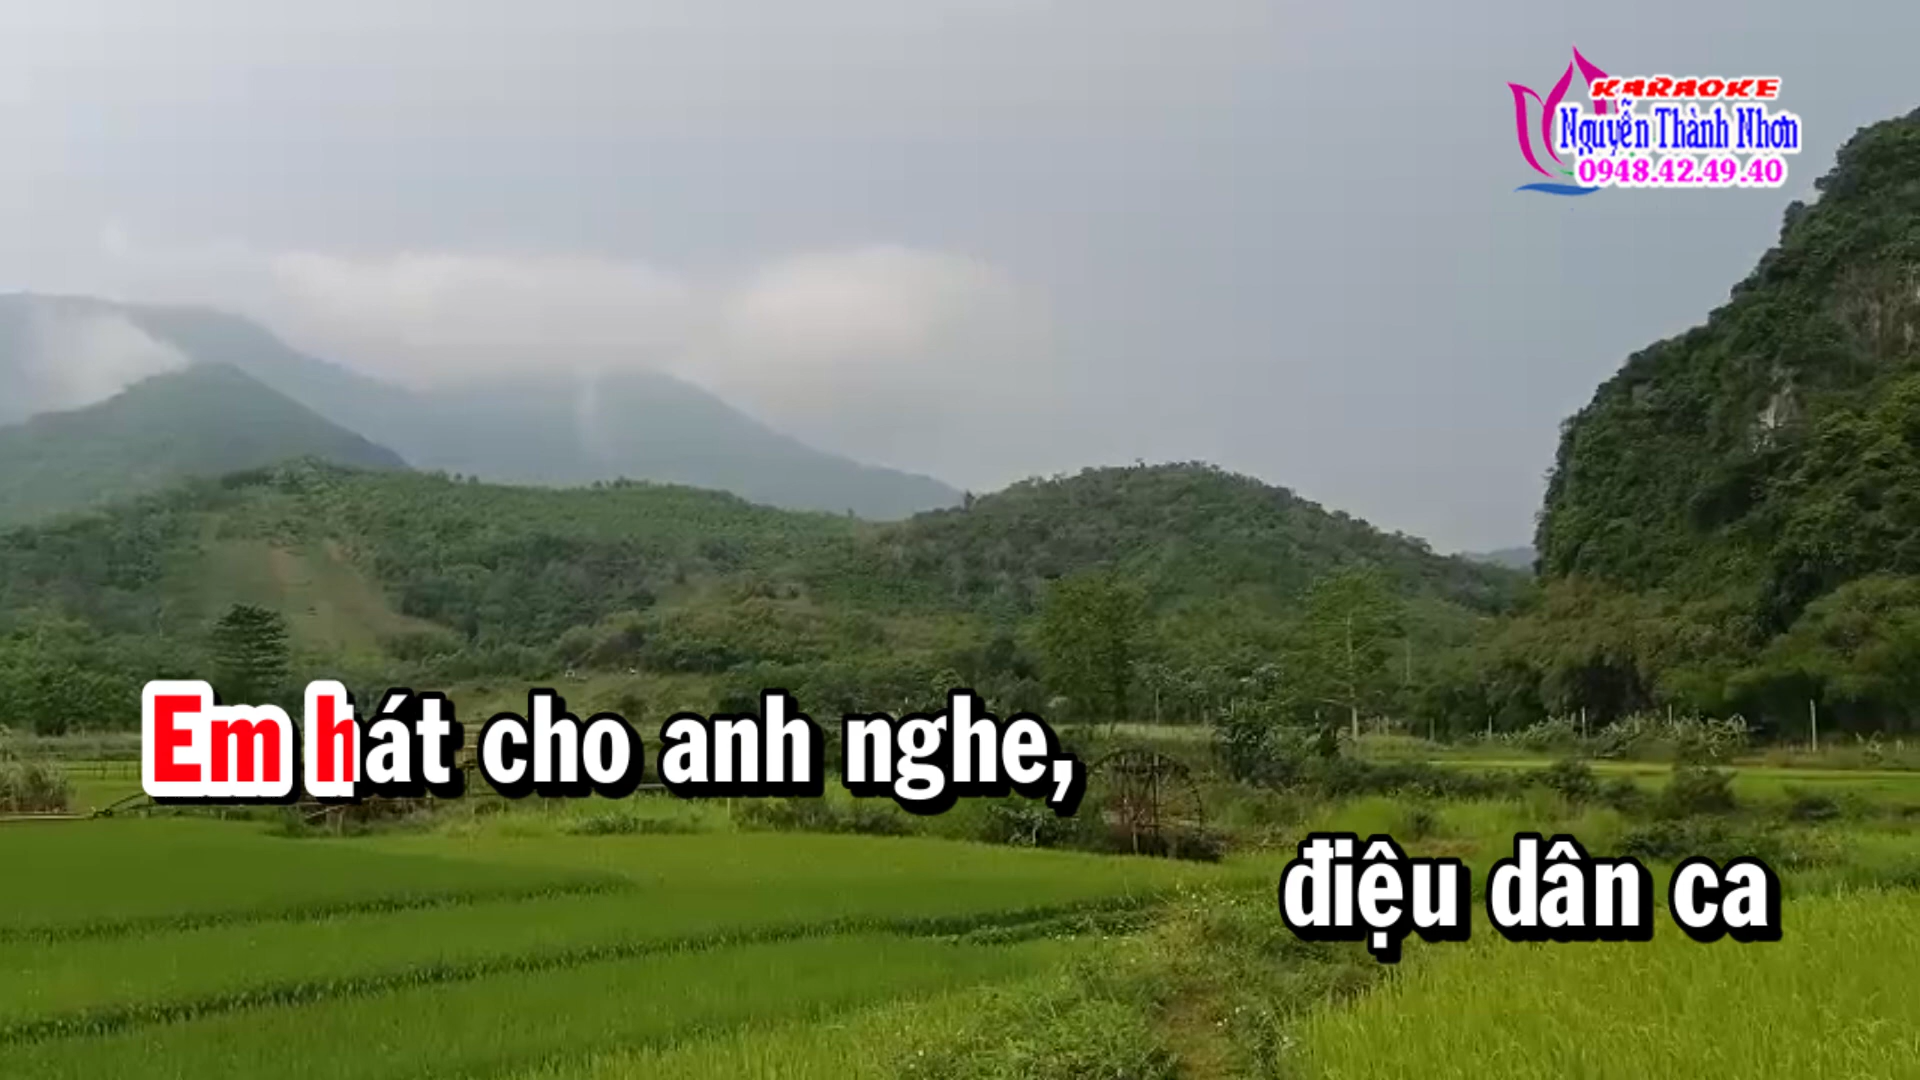 KARAOKE
Nguyễn Thành Nhơn
0948.42.49.40
Em hát cho anh nghe,
điệu dân ca